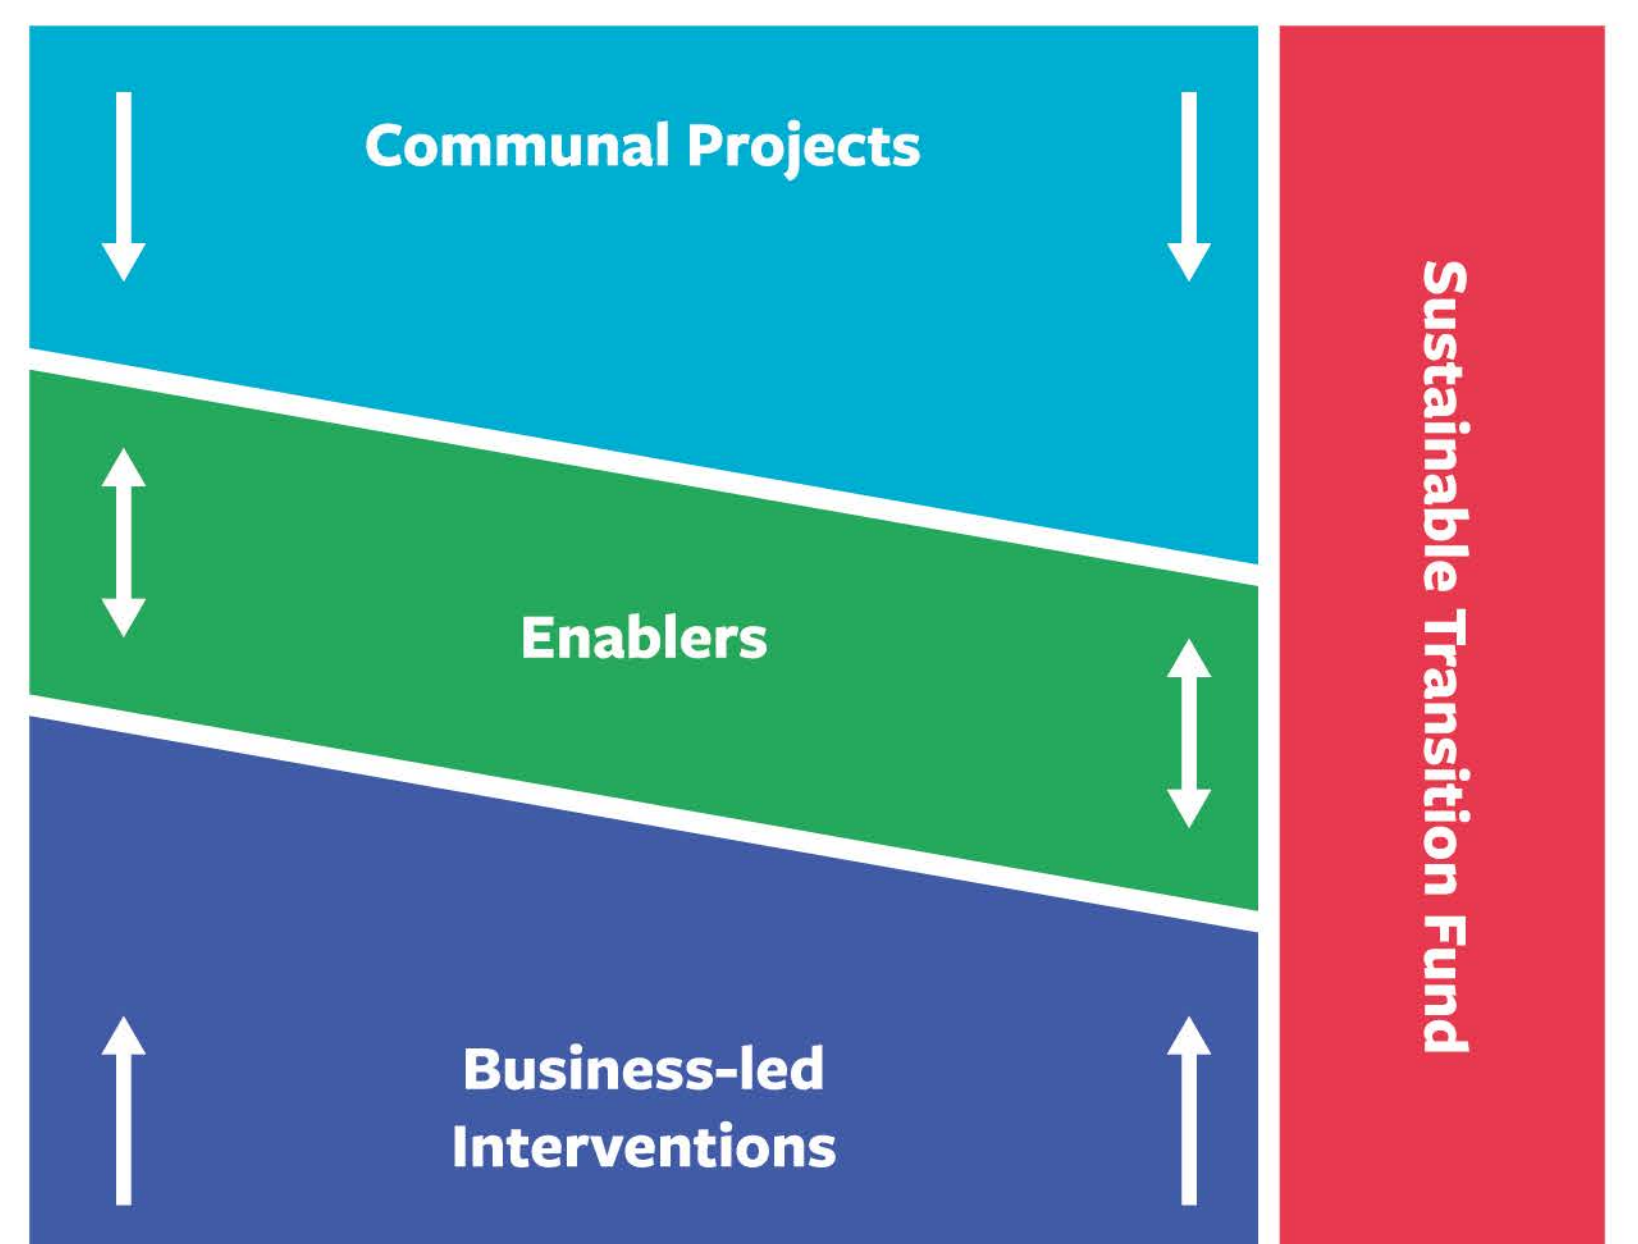 Communal Projects
Enablers
Business-led
Interventions
Sustainable Transition Fund